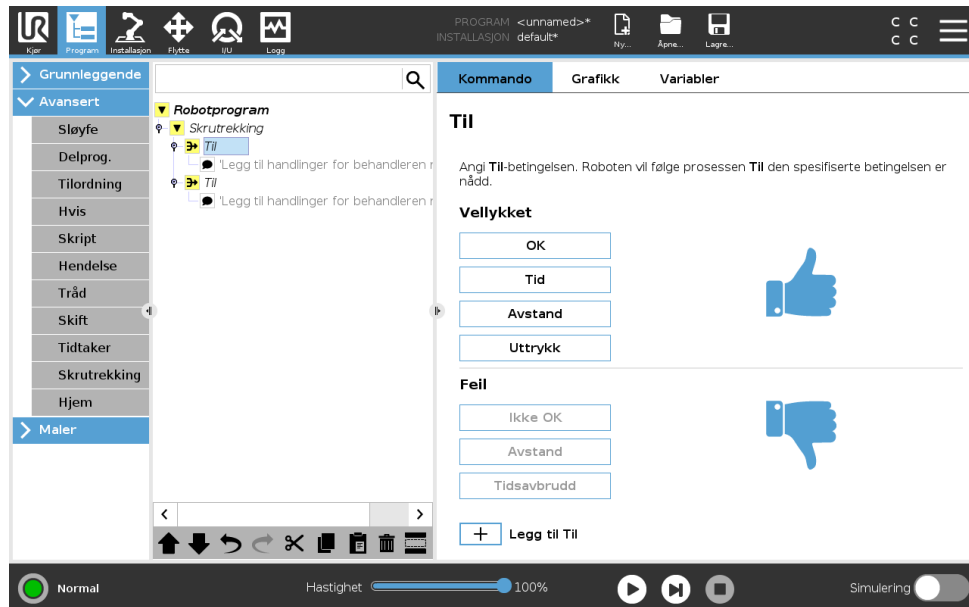 PROGRAM <unnamed>*
INSTALLASJON default*
C C
C C
Kjør Program Installasjon Flytte I/U Logg Ny... Åpne... Lagre...
Grunnleggende
Avansert
Sløyfe
Delprog.
Tilordning
Hvis
Skript
Hendelse
Tråd
Skift
Tidtaker
Skrutrekking
Hjem
Maler
Robotprogram
Skrutrekking
Til
'Legg til handlinger for behandleren
Til
'Legg til handlinger for behandleren
Kommando Grafikk Variabler
Til
Angi Til-betingelsen. Roboten vil følge prosessen Til den spesifiserte betingelsen er
nådd.
Vellykket
OK
Tid
Avstand
Uttrykk
Feil
Ikke OK
Avstand
Tidsavbrudd
Legg til Til
Normal Hastighet 100% Simulering